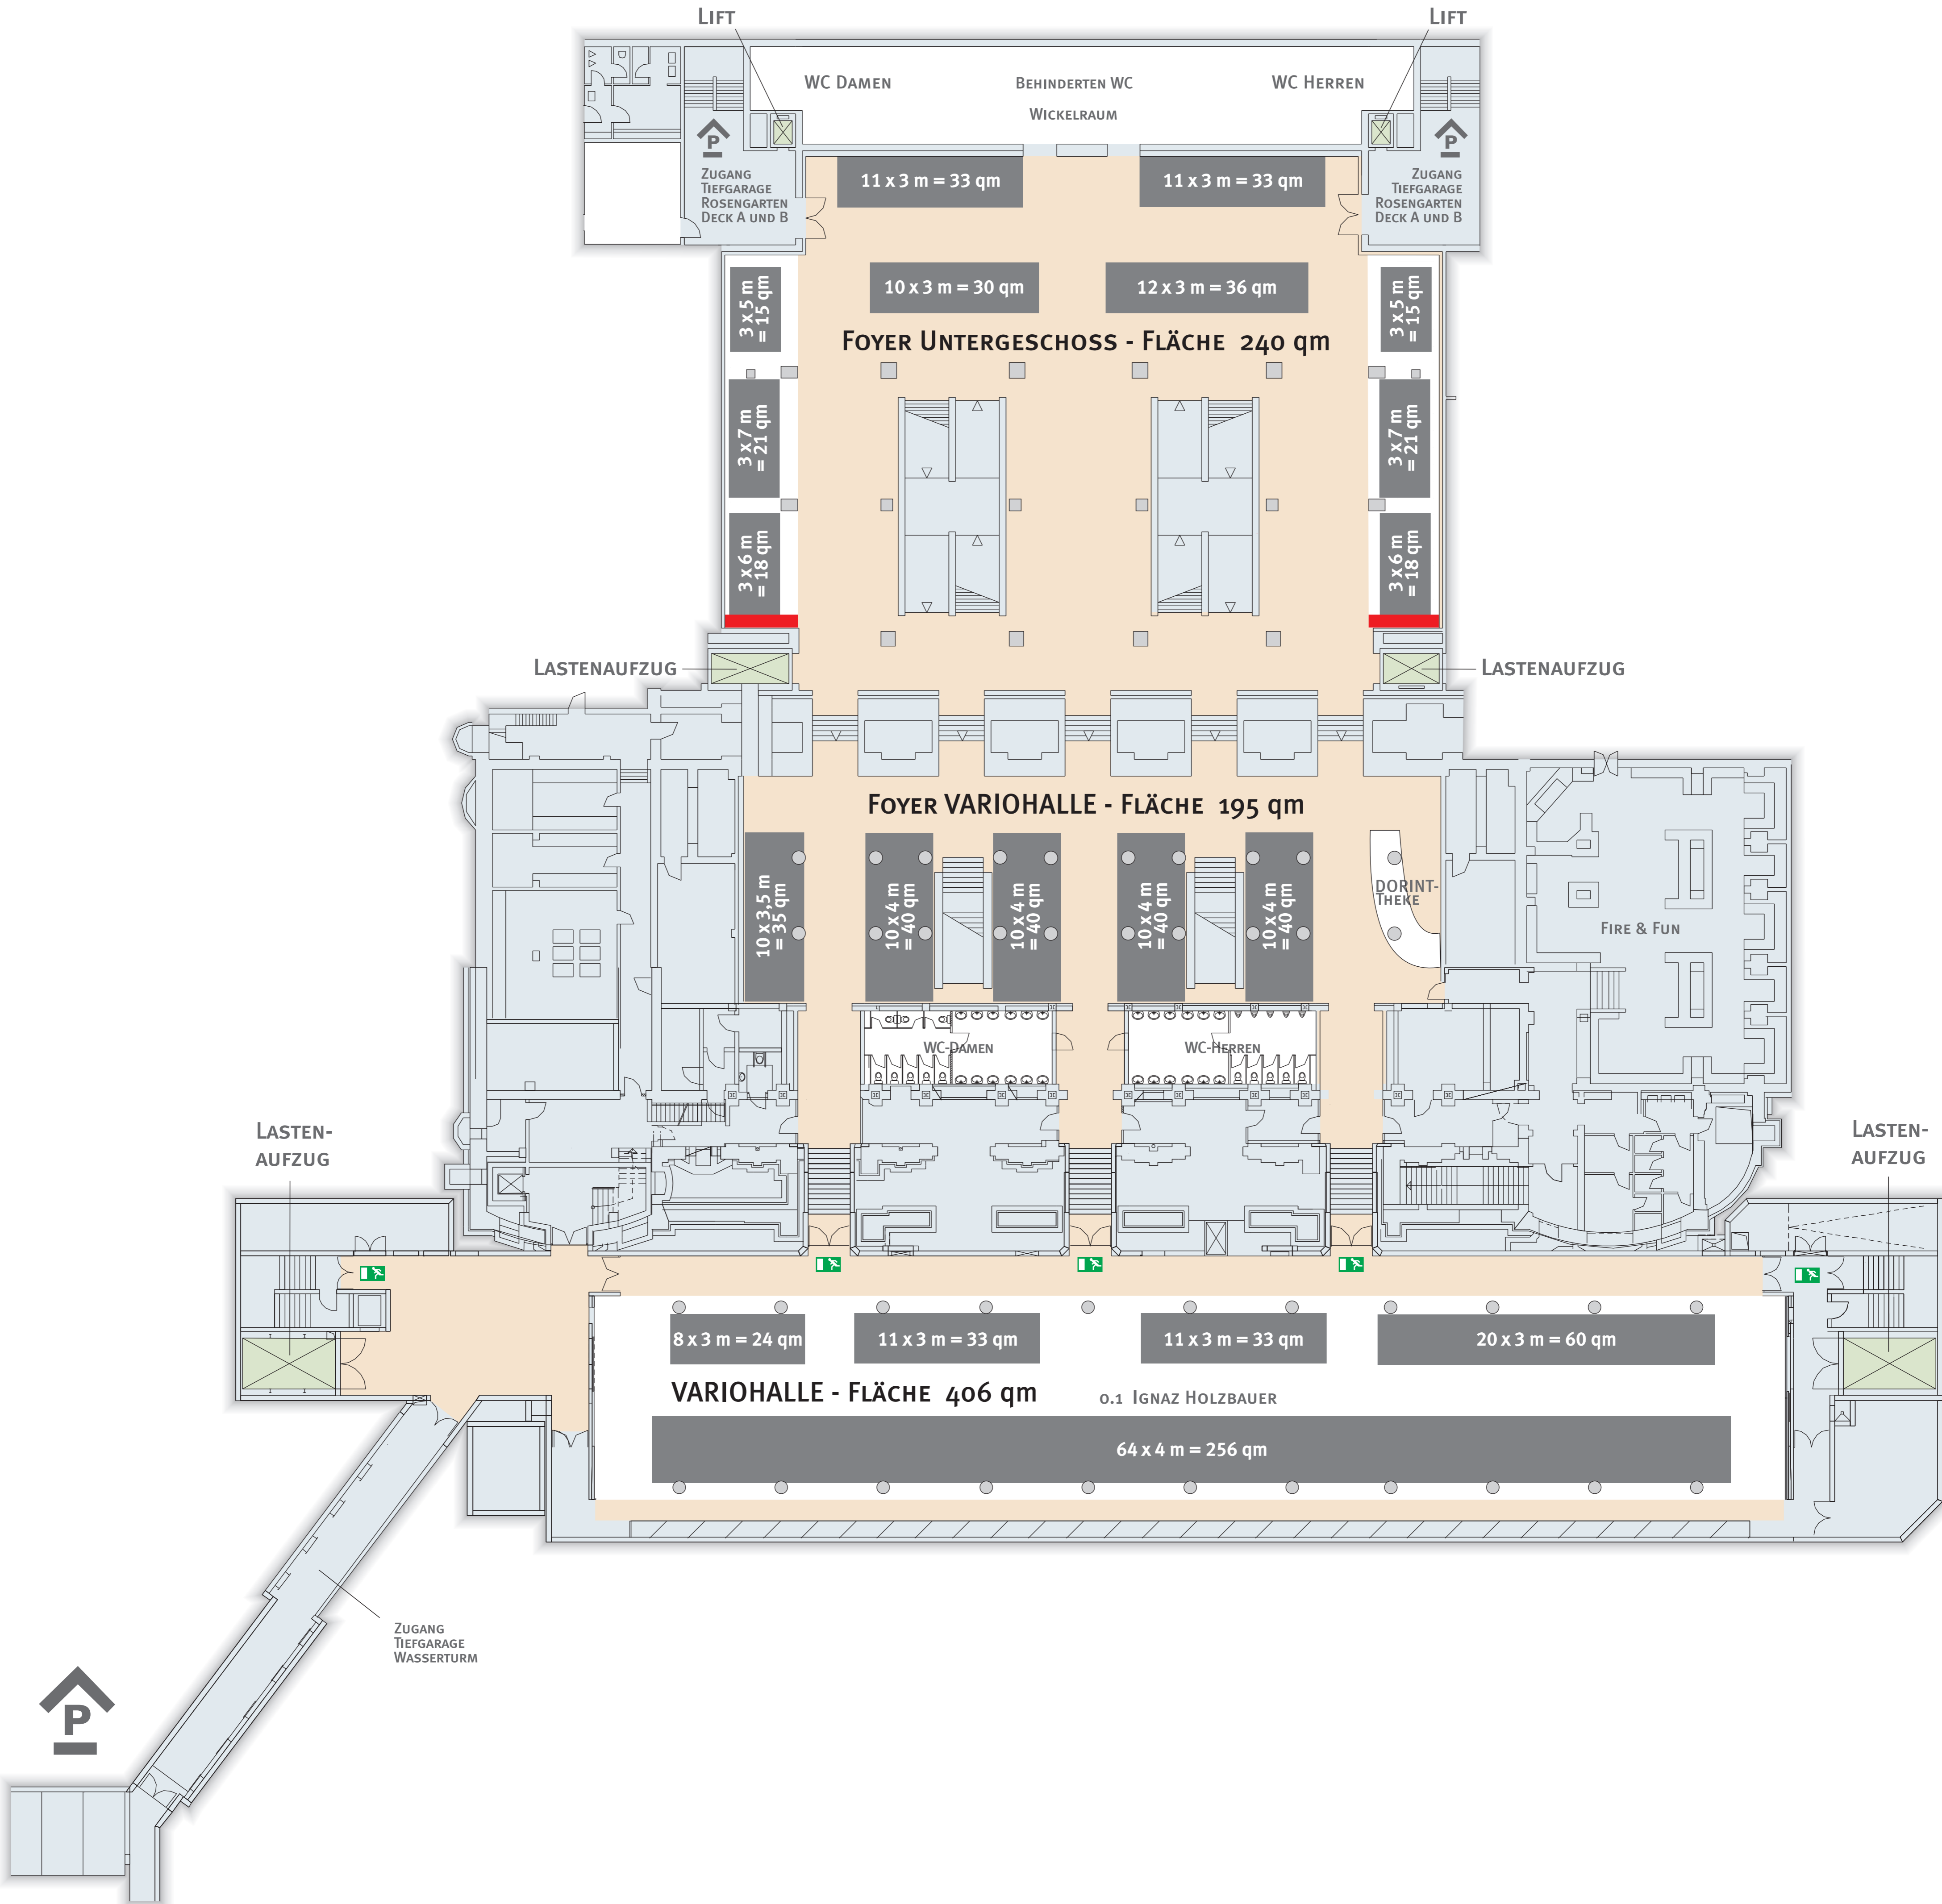 LIFT
LIFT
WC DAMEN
BEHINDERTEN WC
WICKELRAUM
WC HERREN
P
ZUGANG
TIEFGARAGE
ROSENGARTEN
DECK A UND B
P
ZUGANG
TIEFGARAGE
ROSENGARTEN
DECK A UND B
11 x 3 m = 33 qm
11 x 3 m = 33 qm
10 x 3 m = 30 qm
12 x 3 m = 36 qm
3 x 5 m
= 15 qm
3 x 5 m
= 15 qm
FOYER UNTERGESCHOSS - FLÄCHE 240 qm
3 x 7 m
= 21 qm
3 x 7 m
= 21 qm
3 x 6 m
= 18 qm
3 x 6 m
= 18 qm
LASTENAUFZUG
LASTENAUFZUG
FOYER VARIOHALLE - FLÄCHE 195 qm
10 x 3,5 m
= 35 qm
10 x 4 m
= 40 qm
10 x 4 m
= 40 qm
10 x 4 m
= 40 qm
10 x 4 m
= 40 qm
DORINT-
THEKE
FIRE & FUN
WC-DAMEN
WC-HERREN
LASTEN-
AUFZUG
LASTEN-
AUFZUG
8 x 3 m = 24 qm
11 x 3 m = 33 qm
11 x 3 m = 33 qm
20 x 3 m = 60 qm
VARIOHALLE - FLÄCHE 406 qm
0.1 IGNAZ HOLZBAUER
64 x 4 m = 256 qm
ZUGANG
TIEFGARAGE
WASSERTURM
P